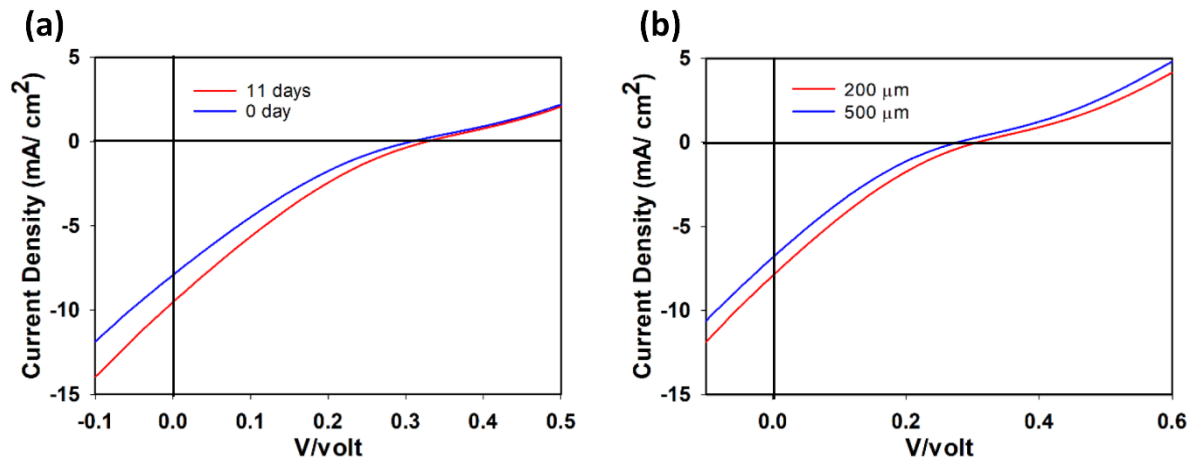 (a)
Current Density (mA/ cm2)
5
0
-5
-10
-15
11 days
0 day
-0.1 0.0 0.1 0.2 0.3 0.4 0.5
V/volt
(b)
Current Density (mA/ cm2)
5
0
-5
-10
-15
200 μm
500 μm
0.0 0.2 0.4 0.6
V/volt